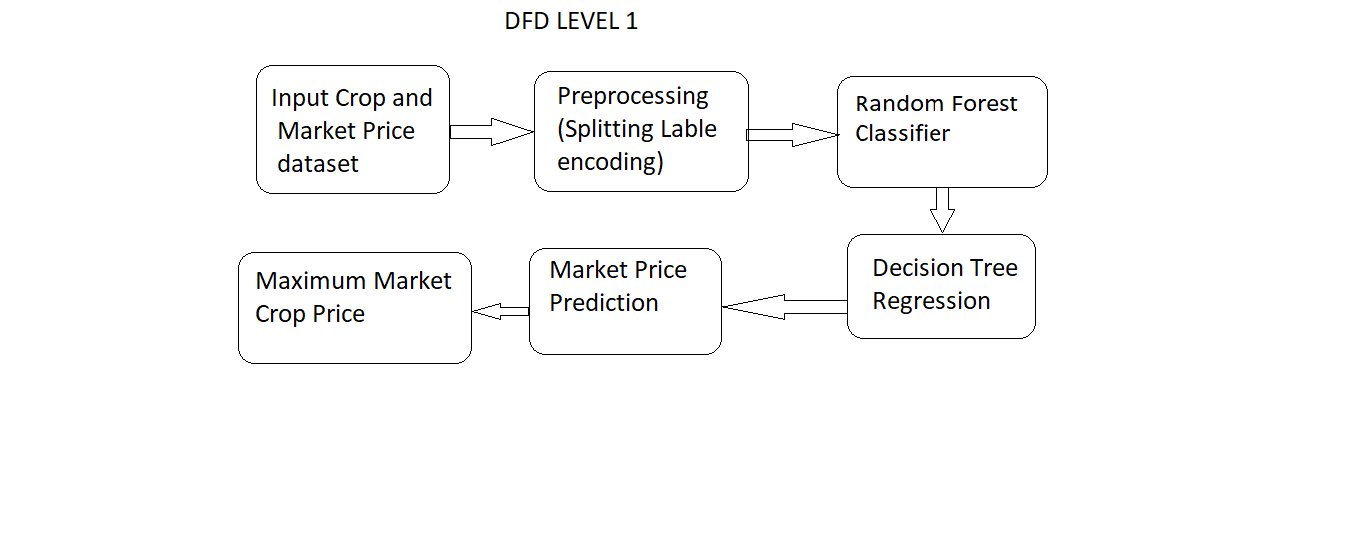 DFD LEVEL 1
Input Crop and
Market Price
dataset
Preprocessing
(Splitting Lable
encoding)
Random Forest
Classifier
Decision Tree
Regression
Market Price
Prediction
Maximum Market
Crop Price